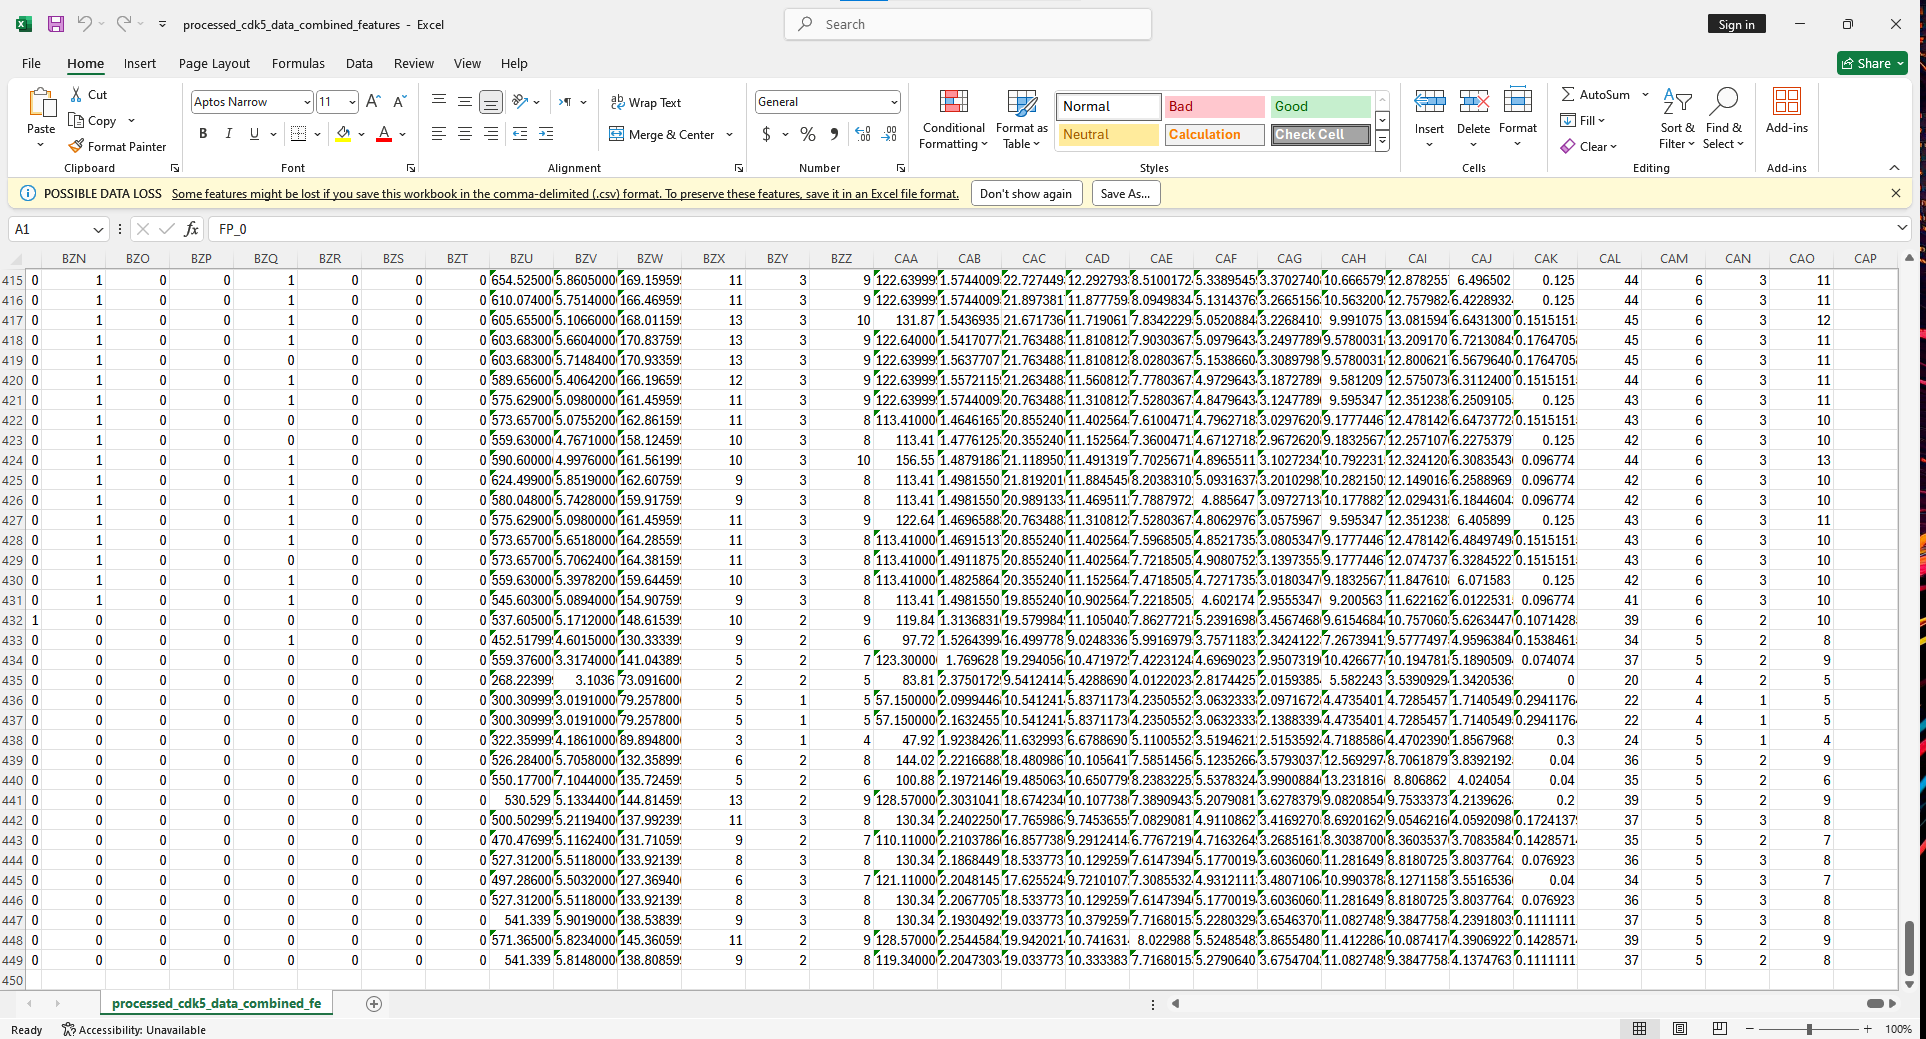 processed_cdk5_data_combined_features - Excel
Search
Sign in
File Home Insert Page Layout Formulas Data Review View Help
Share
Paste
Cut
Copy
Format Painter
Clipboard
Aptos Narrow 11
B I U
Font
Wrap Text
Merge & Center
Alignment
General
$ %
Number
Conditional Formatting
Format as Table
Normal Bad Good
Neutral Calculation Check Cell
Styles
Insert Delete Format
Cells
AutoSum
Fill
Clear
Sort & Filter
Find & Select
Editing
Add-ins
Add-ins
POSSIBLE DATA LOSS Some features might be lost if you save this workbook in the comma-delimited (.csv) format. To preserve these features, save it in an Excel file format. Don't show again Save As...
A1 fx FP_0
BZN BZO BZP BZQ BZR BZS BZT BZU BZV BZW BZX BZY BZZ CAA CAB CAC CAD CAE CAF CAG CAH CAI CAJ CAK CAL CAM CAN CAO CAP
415 0 1 0 0 1 0 0 0 654.52500 5.8605000 169.15959 11 3 9 122.63999 1.5744009 22.727449 12.292793 8.5100172 5.3389545 3.3702740 10.666579 12.878255 6.496502 0.125 44 6 3 11
416 0 1 0 0 1 0 0 0 610.07400 5.7514000 166.46959 11 3 9 122.63999 1.5744009 21.897381 11.877759 8.0949834 5.1314376 3.2665156 10.563200 12.757982 6.4228932 0.125 44 6 3 11
417 0 1 0 0 1 0 0 0 605.65500 5.1066000 168.01159 13 3 10 131.87 1.5436935 21.671736 11.719061 7.8342229 5.0520884 3.2268410 9.991075 13.081594 6.6431300 0.1515151 45 6 3 12
418 0 1 0 0 1 0 0 0 603.68300 5.6604000 170.83759 13 3 9 122.64000 1.5417077 21.763488 11.810812 7.9030367 5.0979643 3.2497789 9.5780031 13.209170 6.7213084 0.1764705 45 6 3 11
419 0 1 0 0 0 0 0 0 603.68300 5.7148400 170.93359 13 3 9 122.63999 1.5637707 21.763488 11.810812 8.0280367 5.1538660 3.3089798 9.5780031 12.800621 6.5679640 0.1764705 45 6 3 11
420 0 1 0 0 1 0 0 0 589.65600 5.4064200 166.19659 12 3 9 122.63999 1.5572115 21.263488 11.560812 7.7780367 4.9729643 3.1872789 9.581209 12.575073 6.3112400 0.1515151 44 6 3 11
421 0 1 0 0 1 0 0 0 575.62900 5.0980000 161.45959 11 3 9 122.63999 1.5744009 20.763488 11.310812 7.5280367 4.8479643 3.1247789 9.595347 12.351238 6.2509105 0.125 43 6 3 11
422 0 1 0 0 1 0 0 0 573.65700 5.0755200 162.86159 11 3 8 113.41000 1.4646165 20.855240 11.402564 7.6100471 4.7962718 3.0297620 9.1777446 12.478142 6.6473772 0.1515151 43 6 3 10
423 0 1 0 0 0 0 0 0 559.63000 4.7671000 158.12459 10 3 8 113.41 1.4776125 20.355240 11.152564 7.3600471 4.6712718 2.9672620 9.1832567 12.257107 6.2275379 0.125 42 6 3 10
424 0 1 0 0 1 0 0 0 590.60000 4.9976000 161.56199 10 3 10 156.55 1.4879186 21.118950 11.491319 7.7025671 4.8965511 3.1027234 10.792231 12.324120 6.3083543 0.096774 44 6 3 13
425 0 1 0 0 1 0 0 0 624.49900 5.8519000 162.60759 9 3 8 113.41 1.4981550 21.819201 11.884545 8.2038310 5.0931637 3.2010298 10.282150 12.149016 6.2588969 0.096774 42 6 3 10
426 0 1 0 0 1 0 0 0 580.04800 5.7428000 159.91759 9 3 8 113.41 1.4981550 20.989133 11.469511 7.7887972 4.885647 3.0972713 10.177882 12.029431 6.1844604 0.096774 42 6 3 10
427 0 1 0 0 1 0 0 0 575.62900 5.0980000 161.45959 11 3 9 122.64 1.4696588 20.763488 11.310812 7.5280367 4.8062976 3.0575967 9.595347 12.351238 6.405899 0.125 43 6 3 11
428 0 1 0 0 1 0 0 0 573.65700 5.6518000 164.28559 11 3 8 113.41000 1.4691513 20.855240 11.402564 7.5968505 4.8521735 3.0805347 9.1777446 12.478142 6.4849749 0.1515151 43 6 3 10
429 0 1 0 0 0 0 0 0 573.65700 5.7062400 164.38159 11 3 8 113.41000 1.4911875 20.855240 11.402564 7.7218505 4.9080752 3.1397355 9.1777446 12.074737 6.3284522 0.1515151 43 6 3 10
430 0 1 0 0 1 0 0 0 559.63000 5.3978200 159.64459 10 3 8 113.41000 1.4825864 20.355240 11.152564 7.4718505 4.7271735 3.0180347 9.1832567 11.847610 6.071583 0.125 42 6 3 10
431 0 1 0 0 1 0 0 0 545.60300 5.0894000 154.90759 9 3 8 113.41 1.4981550 19.855240 10.902564 7.2218505 4.602174 2.9555347 9.200563 11.622162 6.0122531 0.096774 41 6 3 10
432 1 0 0 0 0 0 0 0 537.60500 5.1712000 148.61539 10 2 9 119.84 1.3136831 19.579984 11.105040 7.8627721 5.2391698 3.4567468 9.6154684 10.757060 5.6263447 0.1071428 39 6 2 10
433 0 0 0 0 1 0 0 0 452.51799 4.6015000 130.33339 9 2 6 97.72 1.5264399 16.499778 9.0248336 5.9916979 3.7571183 2.3424122 7.2673941 9.5777497 4.9596384 0.1538461 34 5 2 8
434 0 0 0 0 0 0 0 0 559.37600 3.3174000 141.04389 5 2 7 123.30000 1.769628 19.294056 10.471972 7.4223124 4.6969023 2.9507319 10.426677 10.194781 5.1890509 0.074074 37 5 2 9
435 0 0 0 0 0 0 0 0 268.22399 3.1036 73.091600 2 2 5 83.81 2.3750172 9.5412414 5.4288690 4.0122023 2.8174425 2.0159385 5.582243 3.5390929 1.3420536 0 20 4 2 5
436 0 0 0 0 0 0 0 0 300.30999 3.0191000 79.257800 5 1 5 57.150000 2.0999446 10.541241 5.8371173 4.2350552 3.0632333 2.0971672 4.4735401 4.7285457 1.7140549 0.2941176 22 4 1 5
437 0 0 0 0 0 0 0 0 300.30999 3.0191000 79.257800 5 1 5 57.150000 2.1632455 10.541241 5.8371173 4.2350552 3.0632333 2.1388339 4.4735401 4.7285457 1.7140549 0.2941176 22 4 1 5
438 0 0 0 0 0 0 0 0 322.35999 4.1861000 89.894800 3 1 4 47.92 1.9238426 11.632993 6.6788690 5.1100552 3.5194621 2.5153592 4.7188586 4.4702390 1.8567968 0.3 24 5 1 4
439 0 0 0 0 0 0 0 0 526.28400 5.7058000 132.35899 6 2 8 144.02 2.2216688 18.480986 10.105641 7.5851456 5.1235266 3.5793037 12.569297 8.7061879 3.8392192 0.04 36 5 2 9
440 0 0 0 0 0 0 0 0 550.17700 7.1044000 135.72459 5 2 6 100.88 2.1972146 19.485063 10.650779 8.2383225 5.5378324 3.9900884 13.231816 8.806862 4.024054 0.04 35 5 2 6
441 0 0 0 0 0 0 0 0 530.529 5.1334400 144.81459 13 2 9 128.57000 2.3031041 18.674234 10.107738 7.3890943 5.2079081 3.6278379 9.0820854 9.7533373 4.2139626 0.2 39 5 2 9
442 0 0 0 0 0 0 0 0 500.50299 5.2119400 137.99239 11 3 8 130.34 2.2402250 17.765986 9.7453655 7.0829081 4.9110862 3.4169270 8.6920162 9.0546216 4.0592098 0.1724137 37 5 3 8
443 0 0 0 0 0 0 0 0 470.47699 5.1162400 131.71059 9 2 7 110.11000 2.2103786 16.857738 9.2912414 6.7767219 4.7163264 3.2685161 8.3038700 8.3603537 3.7083584 0.1428571 35 5 2 7
444 0 0 0 0 0 0 0 0 527.31200 5.5118000 133.92139 8 3 8 130.34 2.1868449 18.533773 10.129259 7.6147394 5.1770019 3.6036060 11.281649 8.8180725 3.8037764 0.076923 36 5 3 8
445 0 0 0 0 0 0 0 0 497.28600 5.5032000 127.36940 6 3 7 121.11000 2.2048145 17.625524 9.7210107 7.3085532 4.9312111 3.4807106 10.990378 8.1271158 3.5516536 0.04 34 5 3 7
446 0 0 0 0 0 0 0 0 527.31200 5.5118000 133.92139 8 3 8 130.34 2.2067705 18.533773 10.129259 7.6147394 5.1770019 3.6036060 11.281649 8.8180725 3.8037764 0.076923 36 5 3 8
447 0 0 0 0 0 0 0 0 541.339 5.9019000 138.53839 9 3 8 130.34 2.1930492 19.033773 10.379259 7.7168015 5.2280329 3.6546370 11.082748 9.3847758 4.2391803 0.1111111 37 5 3 8
448 0 0 0 0 0 0 0 0 571.36500 5.8234000 145.36059 11 2 9 128.57000 2.2544584 19.942021 10.741631 8.022988 5.5248548 3.8655480 11.412286 10.087417 4.3906922 0.1428571 39 5 2 9
449 0 0 0 0 0 0 0 0 541.339 5.8148000 138.80859 9 2 8 119.34000 2.2047303 19.033773 10.333383 7.7168015 5.2790640 3.6754704 11.082748 9.3847758 4.1374763 0.1111111 37 5 2 8
450
processed_cdk5_data_combined_fe
Ready Accessibility: Unavailable 100%